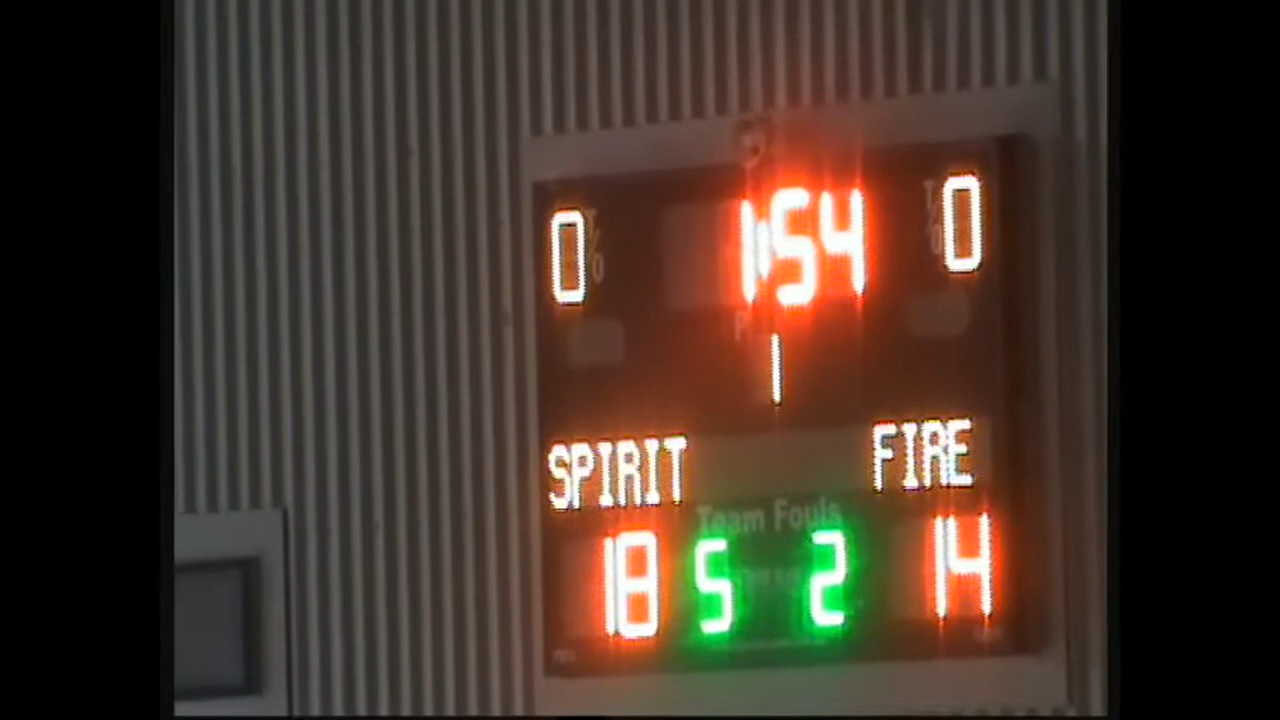 0 T/O 1:54 T/O 0
P 1
SPIRIT FIRE
Team Fouls
18 5 2 14